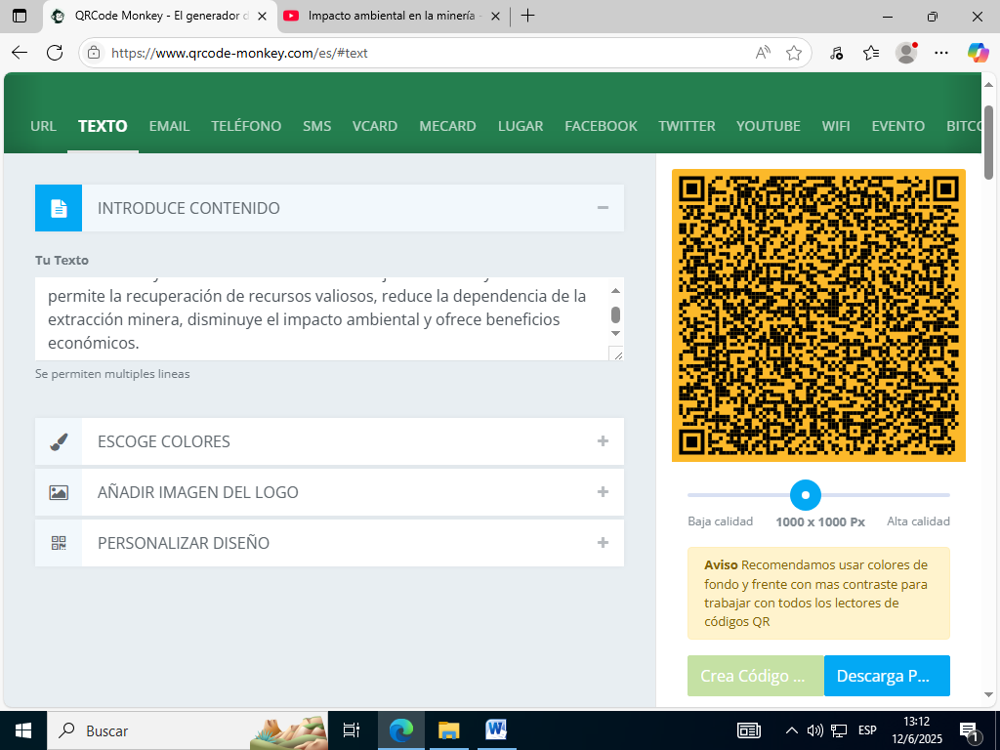 QRCode Monkey - El generador d
Impacto ambiental en la minería -
https://www.qrcode-monkey.com/es/#text
URL
TEXTO
EMAIL
TELÉFONO
SMS
VCARD
MECARD
LUGAR
FACEBOOK
TWITTER
YOUTUBE
WIFI
EVENTO
BITCO
INTRODUCE CONTENIDO
Tu Texto
permite la recuperación de recursos valiosos, reduce la dependencia de la
extracción minera, disminuye el impacto ambiental y ofrece beneficios
económicos.
Se permiten multiples lineas
ESCOGE COLORES
AÑADIR IMAGEN DEL LOGO
PERSONALIZAR DISEÑO
Baja calidad
1000 x 1000 Px
Alta calidad
Aviso Recomendamos usar colores de
fondo y frente con mas contraste para
trabajar con todos los lectores de
códigos QR
Crea Código ...
Descarga P...
Buscar
ESP
13:12
12/6/2025
1